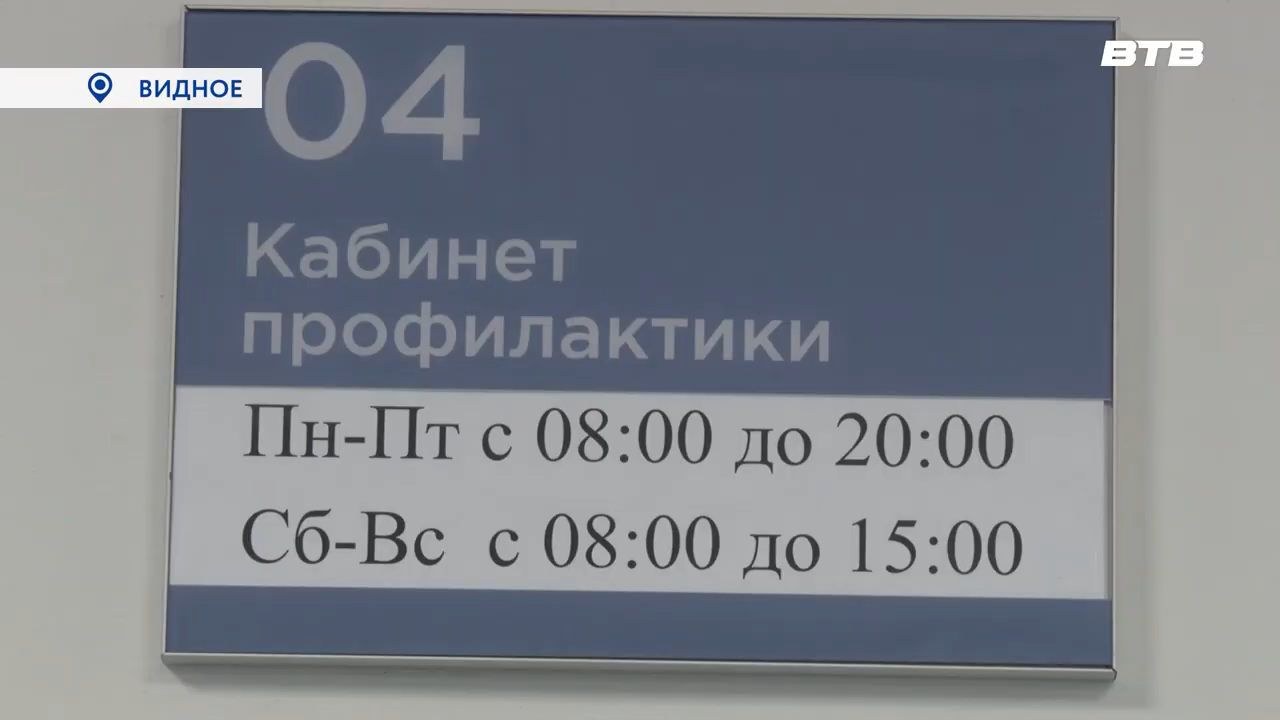 ВИДНОЕ
ВТВ
04
Кабинет
профилактики
Пн-Пт с 08:00 до 20:00
Сб-Вс с 08:00 до 15:00